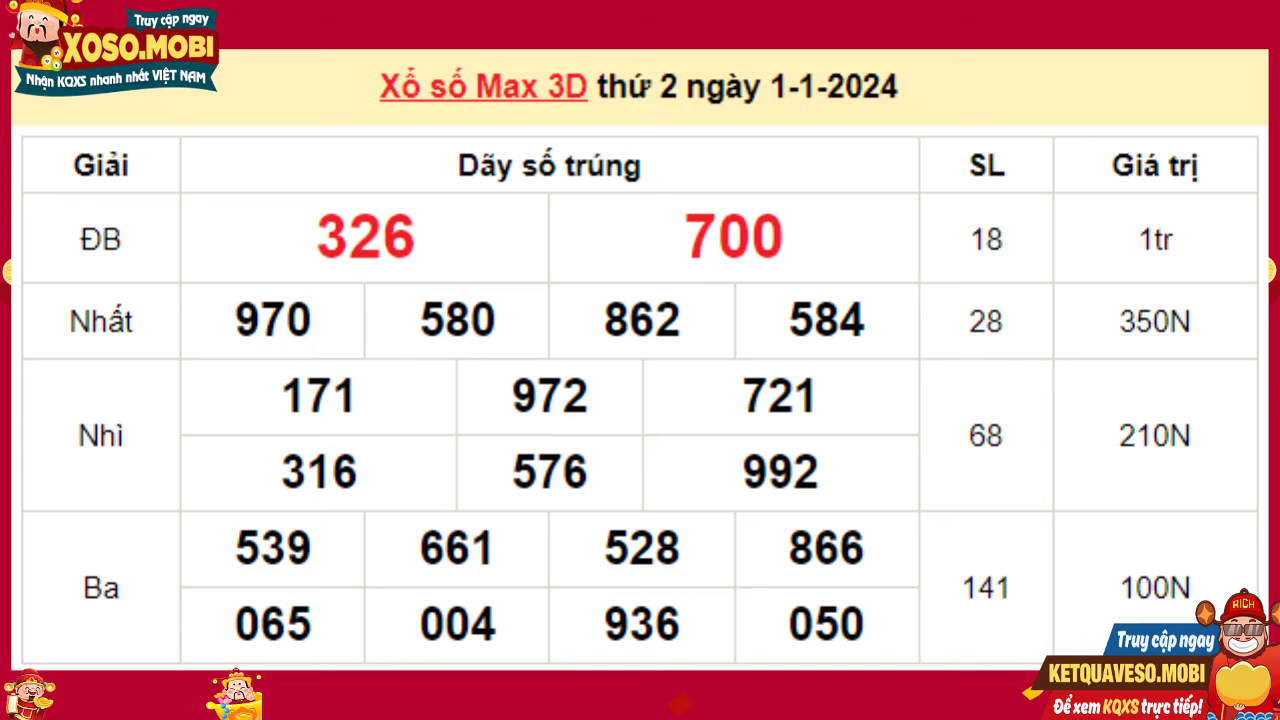 Truy cập ngay
XOSO.MOBI
Nhận KQXS nhanh nhất VIỆT NAM
Xổ số Max 3D thứ 2 ngày 1-1-2024
Giải Dãy số trúng SL Giá trị
ĐB 326 700 18 1tr
Nhất 970 580 862 584 28 350N
171 972 721
Nhì 68 210N
316 576 992
539 661 528 866
Ba 141 100N
065 004 936 050
RICH
Truy cập ngay
KETQUAVESO.MOBI
Để xem KQXS trực tiếp!